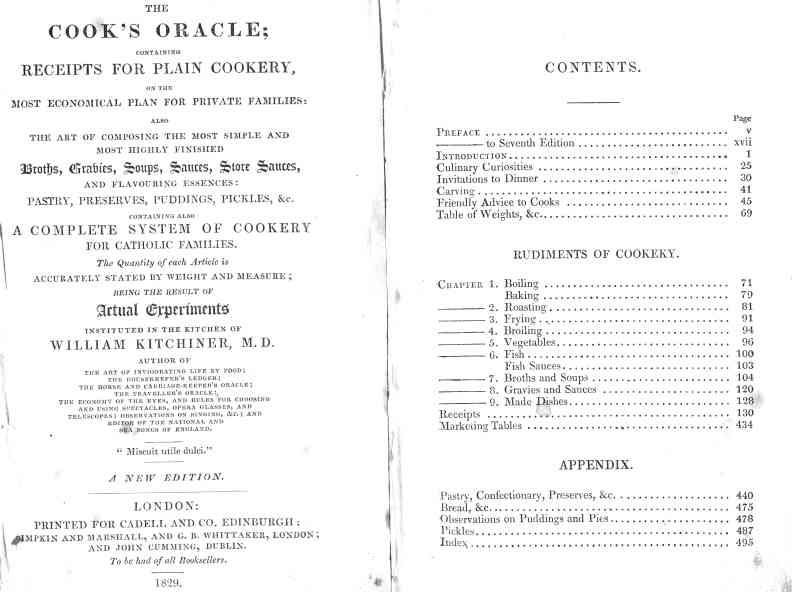 THE
COOK'S ORACLE;
CONTAINING
RECEIPTS FOR PLAIN COOKERY,
ON THE
MOST ECONOMICAL PLAN FOR PRIVATE FAMILIES:
ALSO
THE ART OF COMPOSING THE MOST SIMPLE AND
MOST HIGHLY FINISHED
Broths, Gravies, Soups, Sauces, Store Sauces,
AND FLAVOURING ESSENCES:
PASTRY, PRESERVES, PUDDINGS, PICKLES, &c.
CONTAINING ALSO
A COMPLETE SYSTEM OF COOKERY
FOR CATHOLIC FAMILIES.
The Quantity of each Article is
ACCURATELY STATED BY WEIGHT AND MEASURE;
BEING THE RESULT OF
Actual Experiments
INSTITUTED IN THE KITCHEN OF
WILLIAM KITCHINER, M.D.
AUTHOR OF
THE ART OF INVIGORATING LIFE BY FOOD;
THE HOUSEKEEPER'S LEDGER;
THE HORSE AND CARRIAGE KEEPER'S ORACLE;
THE TRAVELLER'S ORACLE;
THE ECONOMY OF THE EYES, AND RULES FOR CHOOSING
AND USING SPECTACLES, OPERA GLASSES, AND
TELESCOPES; OBSERVATIONS ON SINGING, &c.; AND
EDITOR OF THE NATIONAL AND
SEA SONGS OF ENGLAND.
"Miscuit utile dulci."
A NEW EDITION.
LONDON:
PRINTED FOR CADELL AND CO. EDINBURGH;
SIMPKIN AND MARSHALL, AND G. B. WHITTAKER, LONDON;
AND JOHN CUMMING, DUBLIN.
To be had of all Booksellers.
1829.
CONTENTS.
Page
PREFACE ........ v
——— to Seventh Edition ........ xvii
INTRODUCTION ........ 1
Culinary Curiosities ........ 25
Invitations to Dinner ........ 30
Carving ........ 41
Friendly Advice to Cooks ........ 45
Table of Weights, &c. ........ 69
RUDIMENTS OF COOKEKY.
CHAPTER 1. Boiling ........ 71
Baking ........ 79
——— 2. Roasting ........ 81
——— 3. Frying ........ 91
——— 4. Broiling ........ 94
——— 5. Vegetables ........ 96
——— 6. Fish ........ 100
Fish Sauces ........ 103
——— 7. Broths and Soups ........ 104
——— 8. Gravies and Sauces ........ 120
——— 9. Made Dishes ........ 128
Receipts ........ 130
Marketing Tables ........ 434
APPENDIX.
Pastry, Confectionary, Preserves, &c. ........ 440
Bread, &c. ........ 475
Observations on Puddings and Pies ........ 478
Pickles ........ 487
Index ........ 495